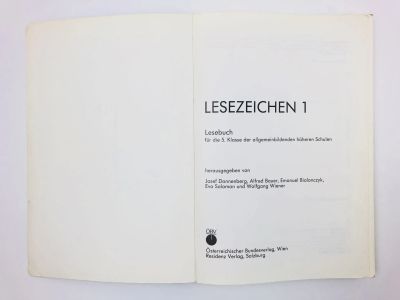 LESEZEICHEN 1
Lesebuch
für die 5. Klasse der allgemeinbildenden höheren Schulen
herausgegeben von
Josef Donnenberg, Alfred Bauer, Emanuel Bialonczyk,
Eva Salomon und Wolfgang Wiener
ÖBV
Österreichischer Bundesverlag, Wien
Residenz Verlag, Salzburg